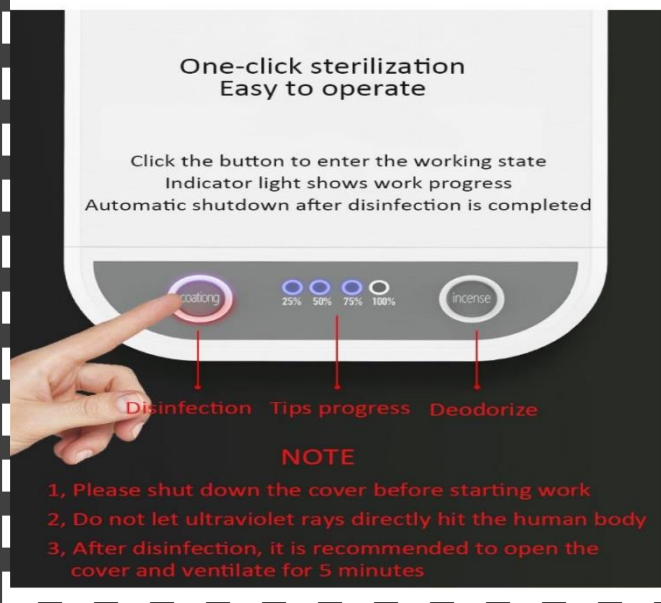 One-click sterilization
Easy to operate
Click the button to enter the working state
Indicator light shows work progress
Automatic shutdown after disinfection is completed
coationg
25% 50% 75% 100%
incense
Disinfection Tips progress Deodorize
NOTE
1, Please shut down the cover before starting work
2, Do not let ultraviolet rays directly hit the human body
3, After disinfection, it is recommended to open the
cover and ventilate for 5 minutes